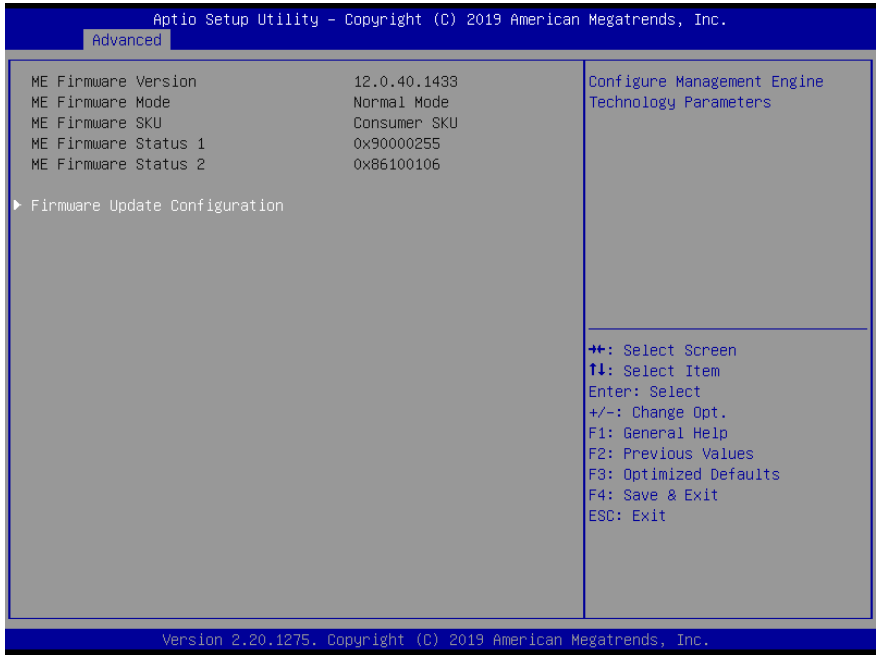 Aptio Setup Utility – Copyright (C) 2019 American Megatrends, Inc.
Advanced
ME Firmware Version 12.0.40.1433
ME Firmware Mode Normal Mode
ME Firmware SKU Consumer SKU
ME Firmware Status 1 0x90000255
ME Firmware Status 2 0x86100106
▶ Firmware Update Configuration
Configure Management Engine
Technology Parameters
→←: Select Screen
↑↓: Select Item
Enter: Select
+/-: Change Opt.
F1: General Help
F2: Previous Values
F3: Optimized Defaults
F4: Save & Exit
ESC: Exit
Version 2.20.1275. Copyright (C) 2019 American Megatrends, Inc.